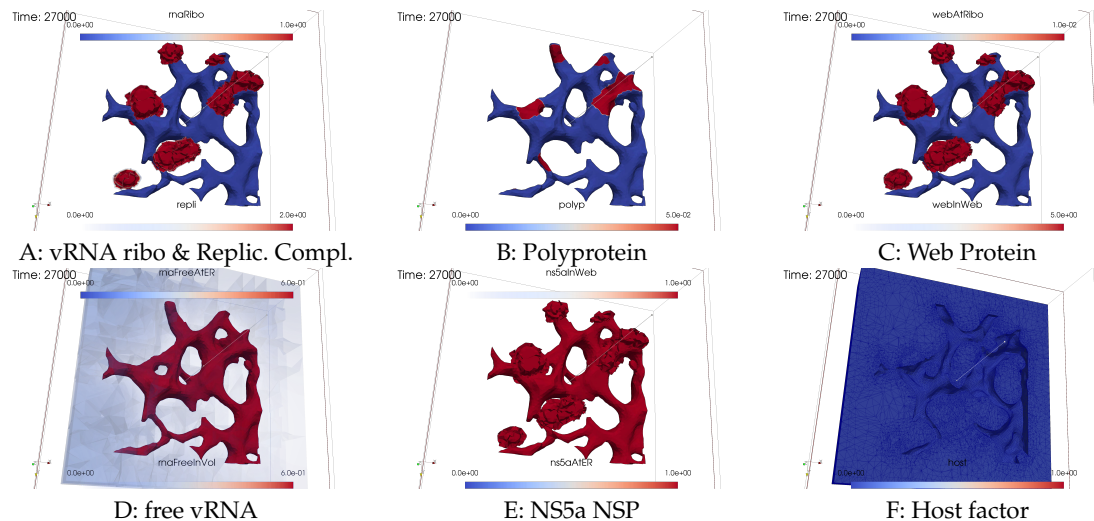 Time: 27000
rnaRibo
0.0e+00 1.0e+00
repli
0.0e+00 2.0e+00
A: vRNA ribo & Replic. Compl.
Time: 27000
polyp
0.0e+00 5.0e-02
B: Polyprotein
Time: 27000
webAtRibo
0.0e+00 1.0e-02
webInWeb
0.0e+00 5.0e+00
C: Web Protein
Time: 27000
rnaFreeAtER
0.0e+00 6.0e-01
rnaFreeInVol
0.0e+00 6.0e-01
D: free vRNA
Time: 27000
ns5aInWeb
0.0e+00 1.0e+00
ns5aAtER
0.0e+00 1.0e+00
E: NS5a NSP
Time: 27000
host
0.0e+00 1.0e+00
F: Host factor